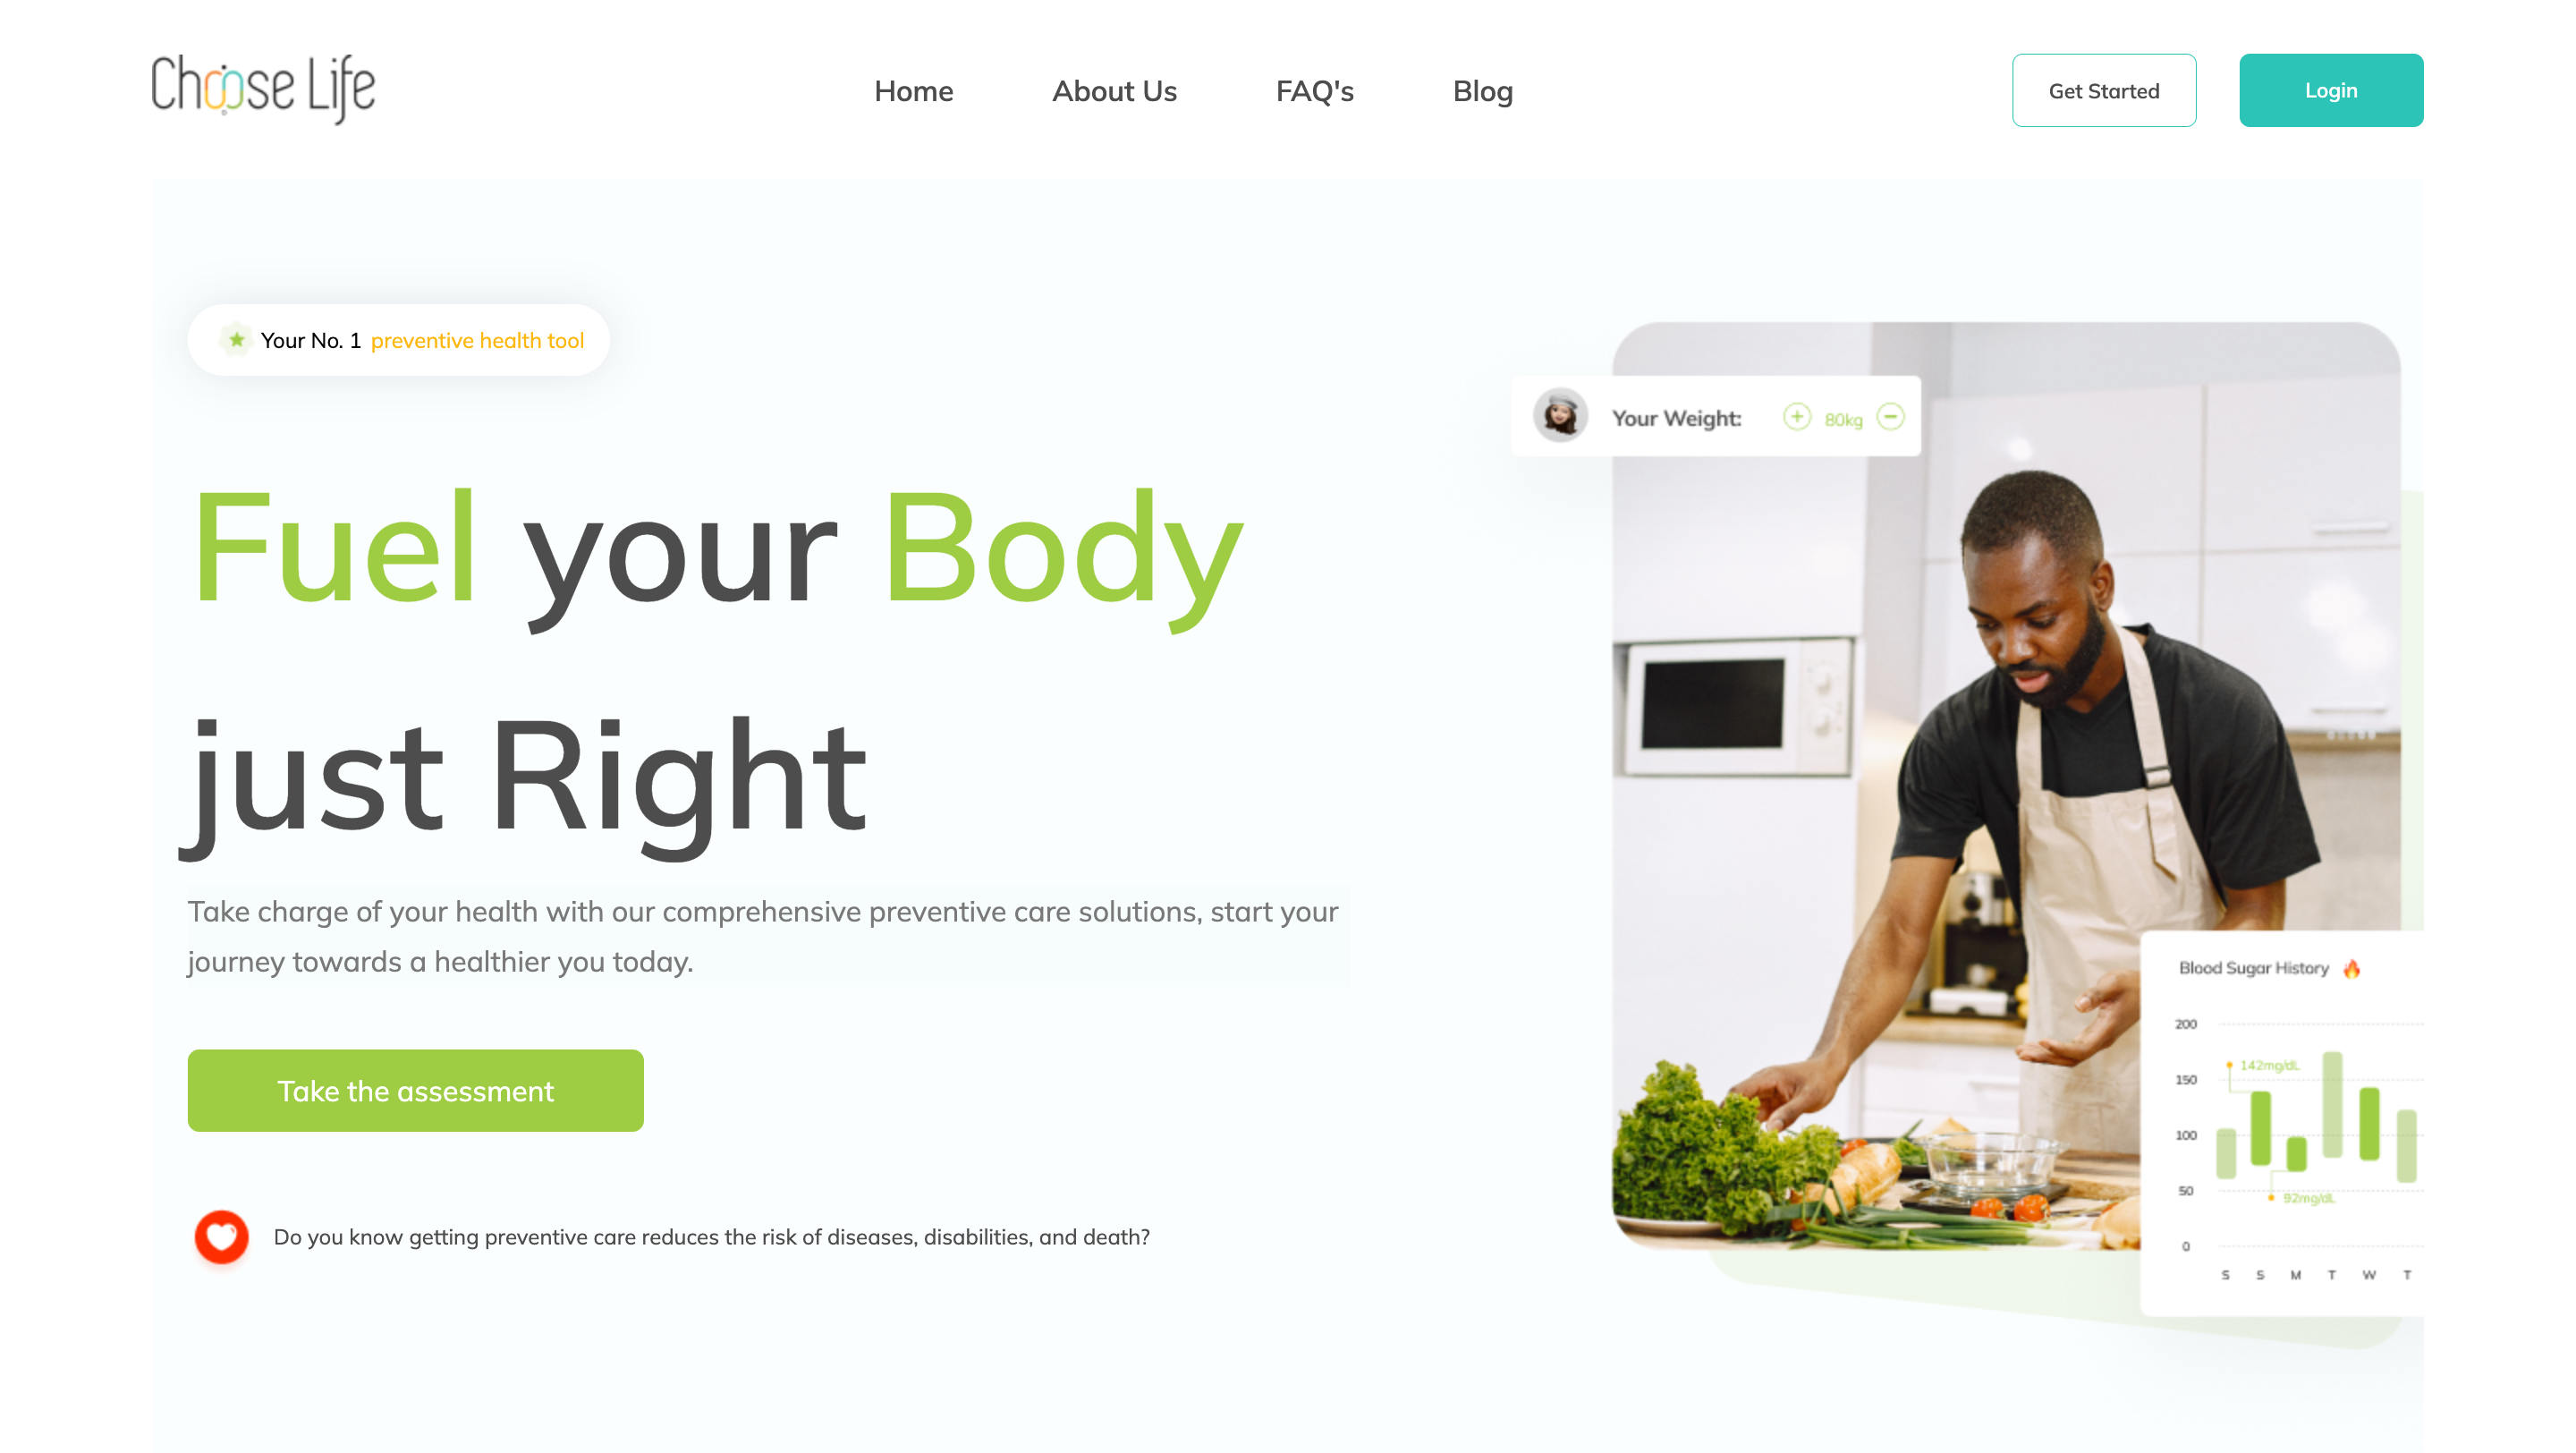 Choose Life
Home
About Us
FAQ's
Blog
Get Started
Login
Your No. 1 preventive health tool
Fuel your Body
just Right
Take charge of your health with our comprehensive preventive care solutions, start your
journey towards a healthier you today.
Take the assessment
Do you know getting preventive care reduces the risk of diseases, disabilities, and death?
Your Weight:
80kg
Blood Sugar History
200
142mg/dL
150
100
50
92mg/dL
0
S S M T W T